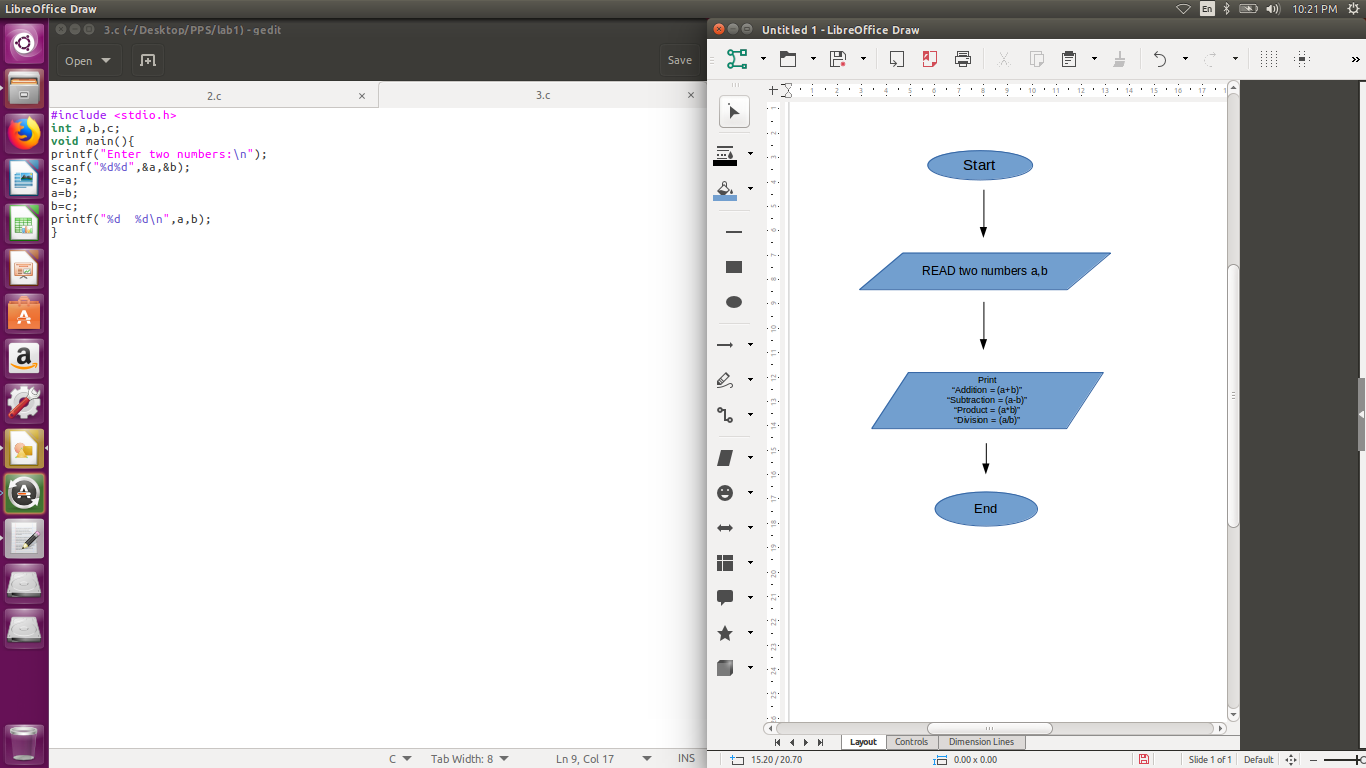 LibreOffice Draw
En
10:21 PM
3.c (~/Desktop/PPS/lab1) - gedit
Open
Save
2.c
3.c
#include <stdio.h>
int a,b,c;
void main(){
printf("Enter two numbers:\n");
scanf("%d%d",&a,&b);
c=a;
a=b;
b=c;
printf("%d  %d\n",a,b);
}
C
Tab Width: 8
Ln 9, Col 17
INS
Untitled 1 - LibreOffice Draw
Start
READ two numbers a,b
Print
“Addition = (a+b)”
“Subtraction = (a-b)”
“Product = (a*b)”
“Division = (a/b)”
End
Layout
Controls
Dimension Lines
15.20 / 20.70
0.00 x 0.00
Slide 1 of 1
Default